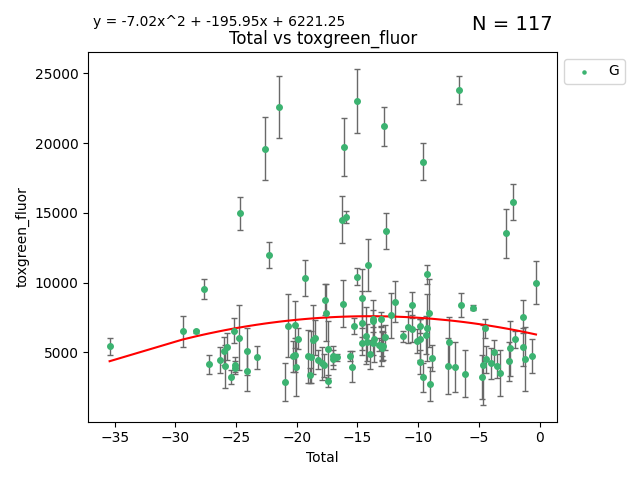 y = -7.02x^2 + -195.95x + 6221.25
N = 117
Total vs toxgreen_fluor
G
25000
20000
15000
10000
5000
toxgreen_fluor
−35 −30 −25 −20 −15 −10 −5 0
Total